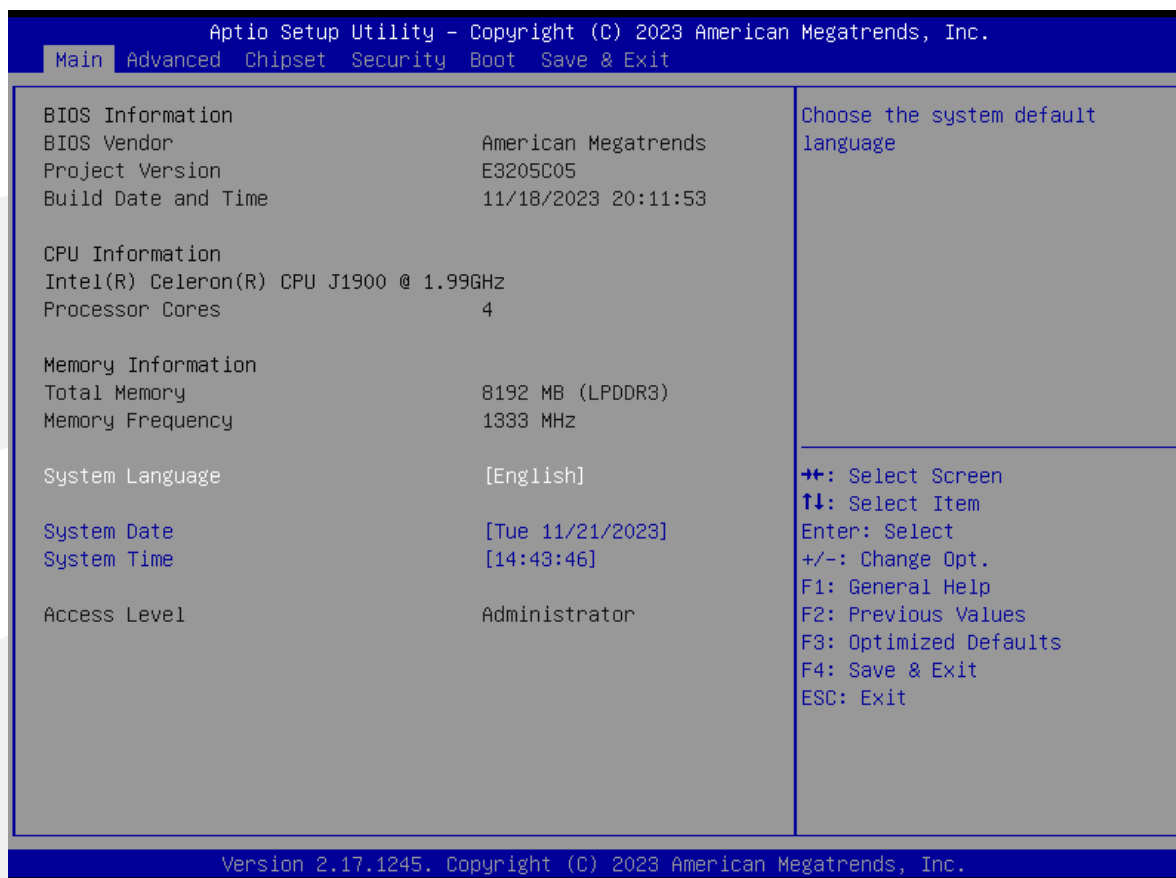 Aptio Setup Utility – Copyright (C) 2023 American Megatrends, Inc.
Main Advanced Chipset Security Boot Save & Exit
BIOS Information
BIOS Vendor American Megatrends
Project Version E3205C05
Build Date and Time 11/18/2023 20:11:53
CPU Information
Intel(R) Celeron(R) CPU J1900 @ 1.99GHz
Processor Cores 4
Memory Information
Total Memory 8192 MB (LPDDR3)
Memory Frequency 1333 MHz
System Language [English]
System Date [Tue 11/21/2023]
System Time [14:43:46]
Access Level Administrator
Choose the system default
language
→←: Select Screen
↑↓: Select Item
Enter: Select
+/–: Change Opt.
F1: General Help
F2: Previous Values
F3: Optimized Defaults
F4: Save & Exit
ESC: Exit
Version 2.17.1245. Copyright (C) 2023 American Megatrends, Inc.